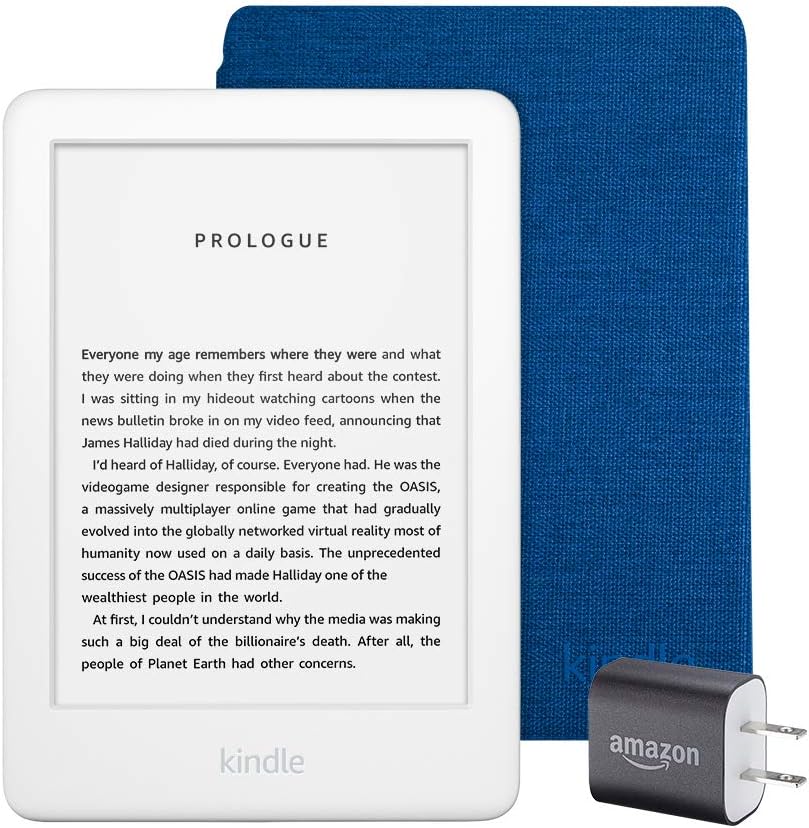 PROLOGUE
Everyone my age remembers where they were and what
they were doing when they first heard about the contest.
I was sitting in my hideout watching cartoons when the
news bulletin broke in on my video feed, announcing that
James Halliday had died during the night.
I'd heard of Halliday, of course. Everyone had. He was the
videogame designer responsible for creating the OASIS,
a massively multiplayer online game that had gradually
evolved into the globally networked virtual reality most of
humanity now used on a daily basis. The unprecedented
success of the OASIS had made Halliday one of the
wealthiest people in the world.
At first, I couldn't understand why the media was making
such a big deal of the billionaire's death. After all, the
people of Planet Earth had other concerns.
kindle
kindle
amazon